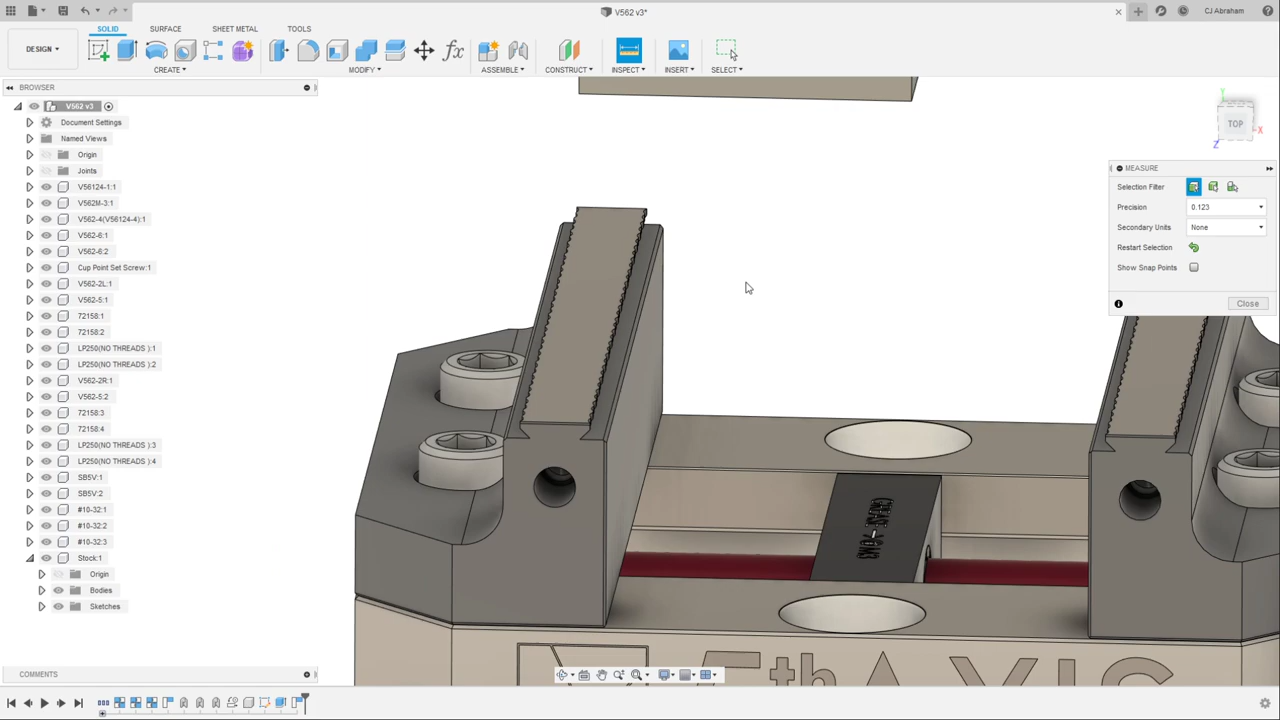 V562 v3*
CJ Abraham
DESIGN
SOLID
SURFACE
SHEET METAL
TOOLS
CREATE
MODIFY
ASSEMBLE
CONSTRUCT
INSPECT
INSERT
SELECT
BROWSER
V562 v3
Document Settings
Named Views
Origin
Joints
V56124-1:1
V562M-3:1
V562-4(V56124-4):1
V562-6:1
V562-6:2
Cup Point Set Screw:1
V562-2L:1
V562-5:1
72158:1
72158:2
LP250(NO THREADS ):1
LP250(NO THREADS ):2
V562-2R:1
V562-5:2
72158:3
72158:4
LP250(NO THREADS ):3
LP250(NO THREADS ):4
SB5V:1
SB5V:2
#10-32:1
#10-32:2
#10-32:3
Stock:1
Origin
Bodies
Sketches
COMMENTS
Y
TOP
X
Z
MEASURE
Selection Filter
Precision 0.123
Secondary Units None
Restart Selection
Show Snap Points
Close
5th AXIS